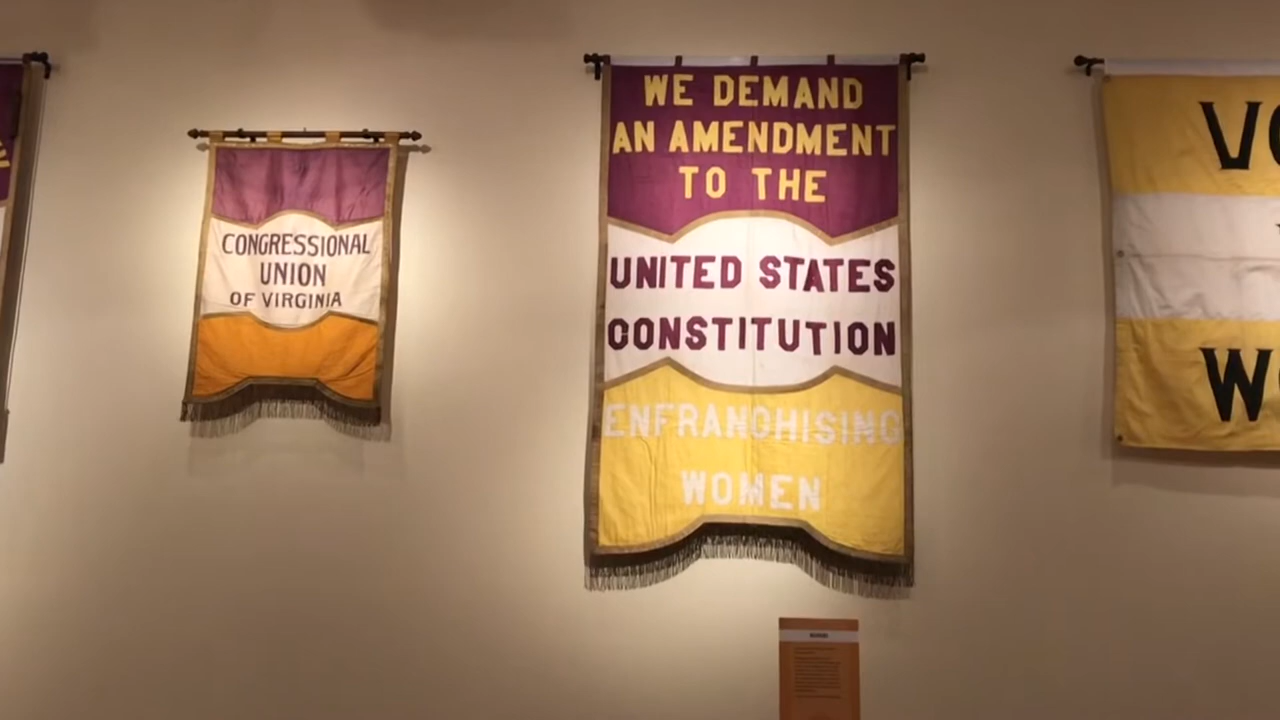 CONGRESSIONAL
UNION
OF VIRGINIA
WE DEMAND
AN AMENDMENT
TO THE
UNITED STATES
CONSTITUTION
ENFRANCHISING
WOMEN